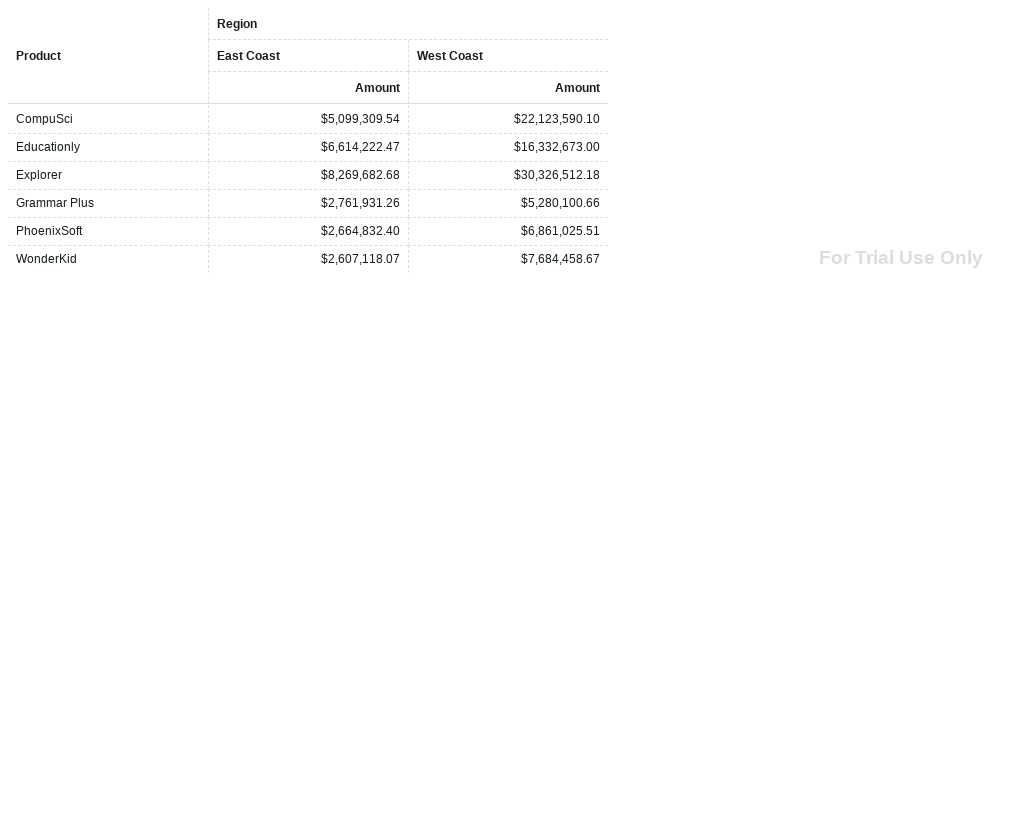 Region
Product East Coast West Coast
Amount Amount
CompuSci $5,099,309.54 $22,123,590.10
Educationly $6,614,222.47 $16,332,673.00
Explorer $8,269,682.68 $30,326,512.18
Grammar Plus $2,761,931.26 $5,280,100.66
PhoenixSoft $2,664,832.40 $6,861,025.51
WonderKid $2,607,118.07 $7,684,458.67
For Trial Use Only